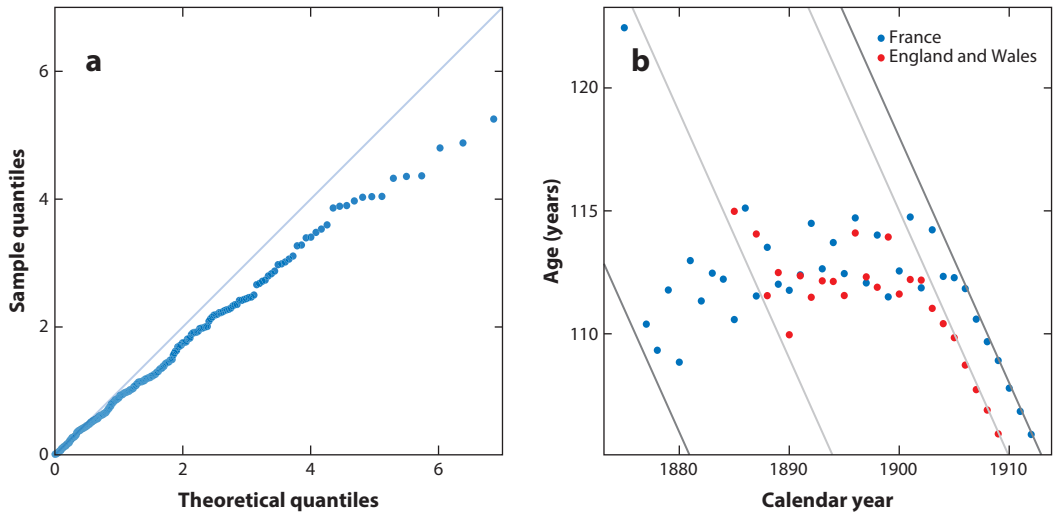 a
6
4
2
0
0
2
4
6
Sample quantiles
Theoretical quantiles
b
France
England and Wales
120
115
110
1880
1890
1900
1910
Age (years)
Calendar year